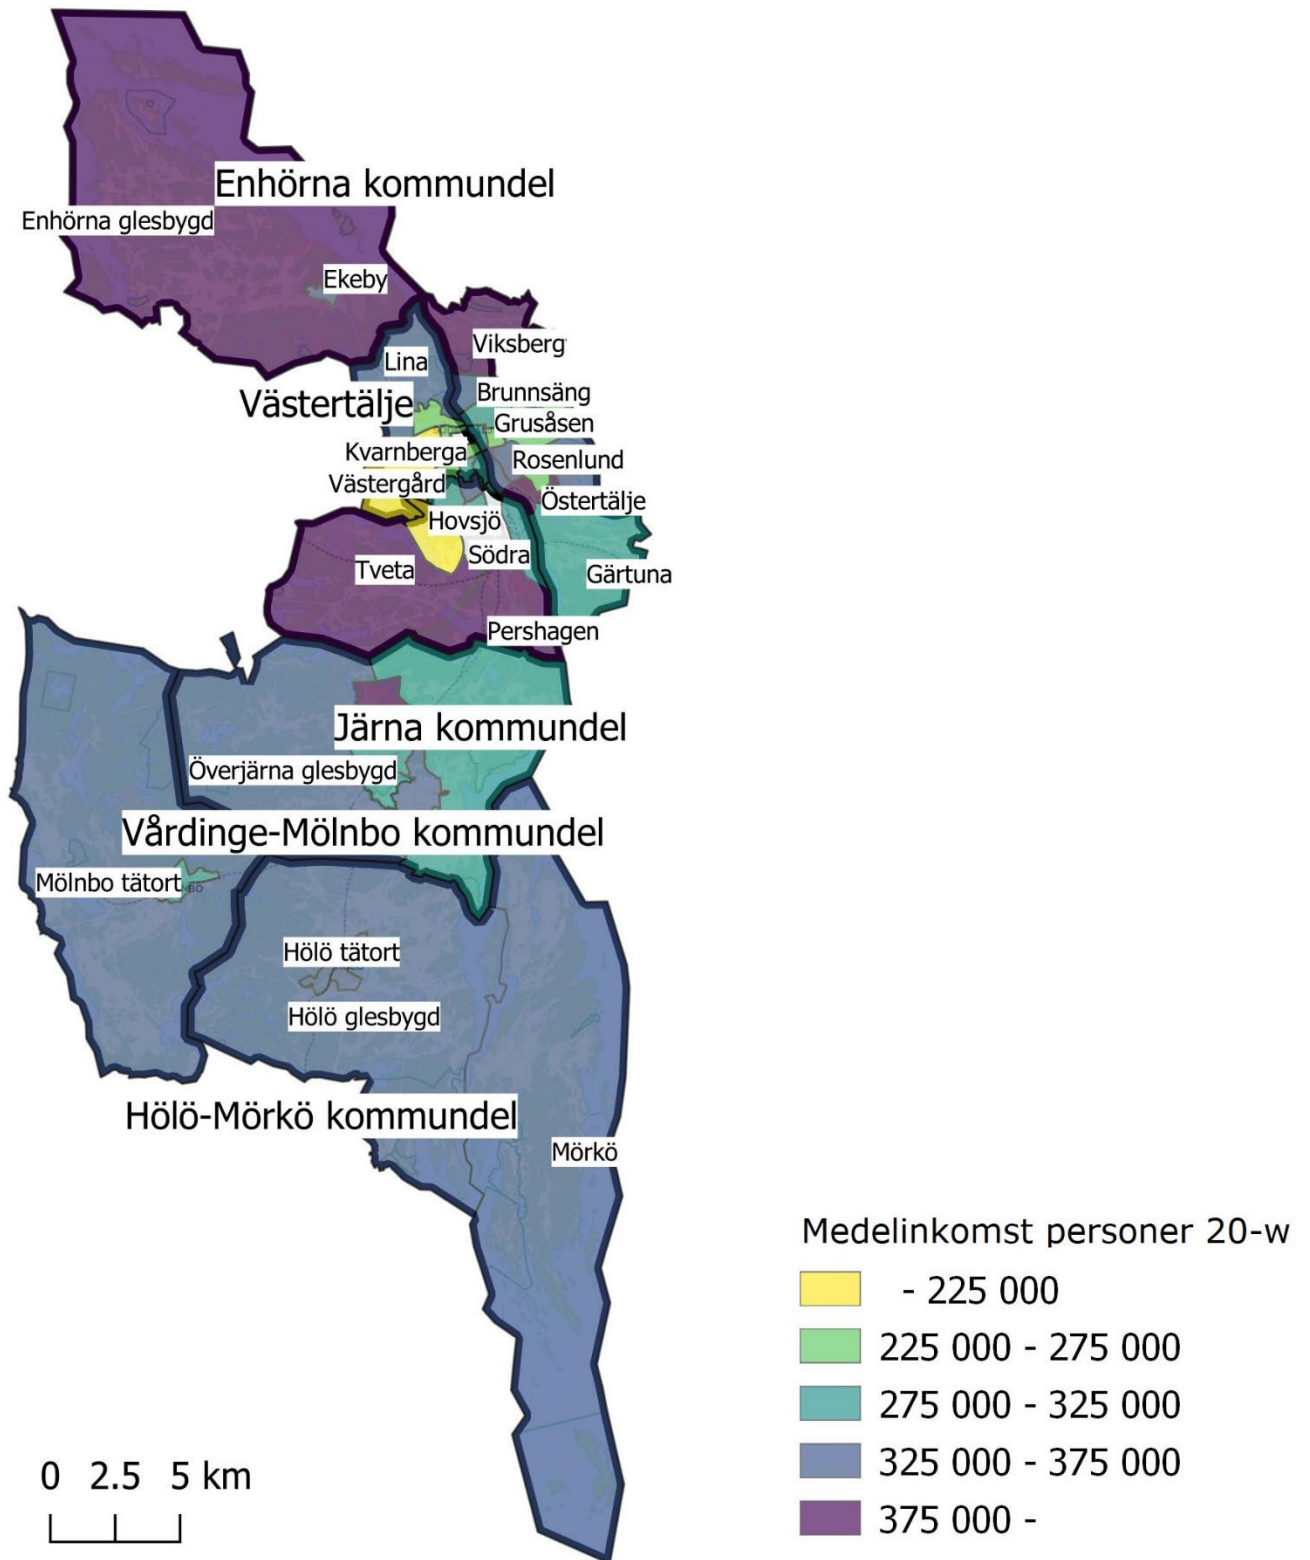 Enhörna kommundel
Enhörna glesbygd
Ekeby
Viksberg
Lina
Brunnsäng
Västertälje
Grusåsen
Kvarnberga
Rosenlund
Västergård
Östertälje
Hovsjö
Södra
Tveta
Gärtuna
Pershagen
Järna kommundel
Överjärna glesbygd
Vårdinge-Mölnbo kommundel
Mölnbo tätort
Hölö tätort
Hölö glesbygd
Hölö-Mörkö kommundel
Mörkö
Medelinkomst personer 20-w
- 225 000
225 000 - 275 000
275 000 - 325 000
325 000 - 375 000
375 000 -
0 2.5 5 km